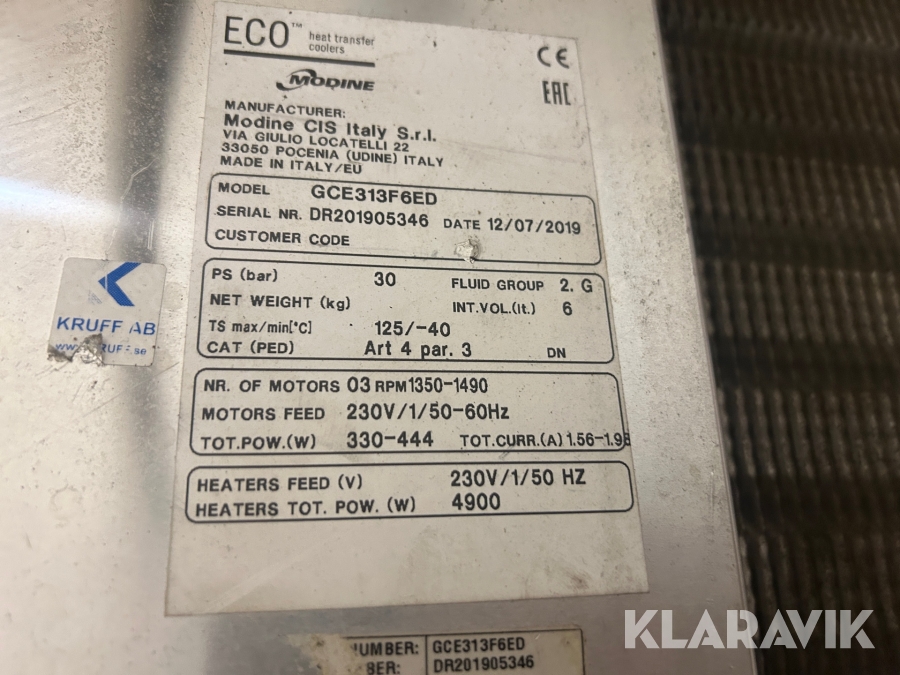 ECO™ heat transfer
coolers
MODINE
CE
EAC
MANUFACTURER:
Modine CIS Italy S.r.l.
VIA GIULIO LOCATELLI 22
33050 POCENIA (UDINE) ITALY
MADE IN ITALY/EU
MODEL GCE313F6ED
SERIAL NR. DR201905346 DATE 12/07/2019
CUSTOMER CODE
PS (bar) 30 FLUID GROUP 2. G
NET WEIGHT (kg) INT.VOL.(lt.) 6
TS max/min[°C] 125/-40
CAT (PED) Art 4 par. 3 DN
NR. OF MOTORS 03 RPM 1350-1490
MOTORS FEED 230V/1/50-60Hz
TOT.POW.(W) 330-444 TOT.CURR.(A) 1.56-1.98
HEATERS FEED (V) 230V/1/50 HZ
HEATERS TOT. POW. (W) 4900
KRUFF AB
NUMBER: GCE313F6ED
BER: DR201905346
KLARAVIK